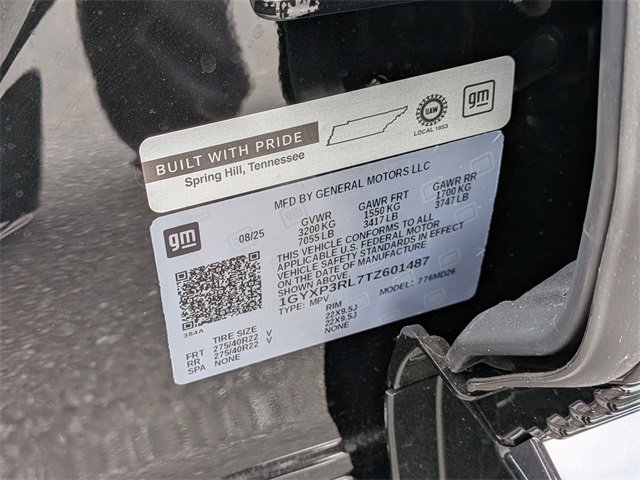 BUILT WITH PRIDE
Spring Hill, Tennessee
UAW
LOCAL 1853
gm
MFD BY GENERAL MOTORS LLC
gm
08/25
GVWR GAWR FRT GAWR RR
3200 KG 1550 KG 1700 KG
7055 LB 3417 LB 3747 LB
THIS VEHICLE CONFORMS TO ALL
APPLICABLE U.S. FEDERAL MOTOR
VEHICLE SAFETY STANDARDS IN EFFECT
ON THE DATE OF MANUFACTURE
SHOWN ABOVE.
1GYXP3RL7TZ601487
TYPE: MPV MODEL: 776MD26
384A
TIRE SIZE RIM
FRT 275/40R22 V 22X9.5J
RR 275/40R22 V 22X9.5J
SPA NONE NONE